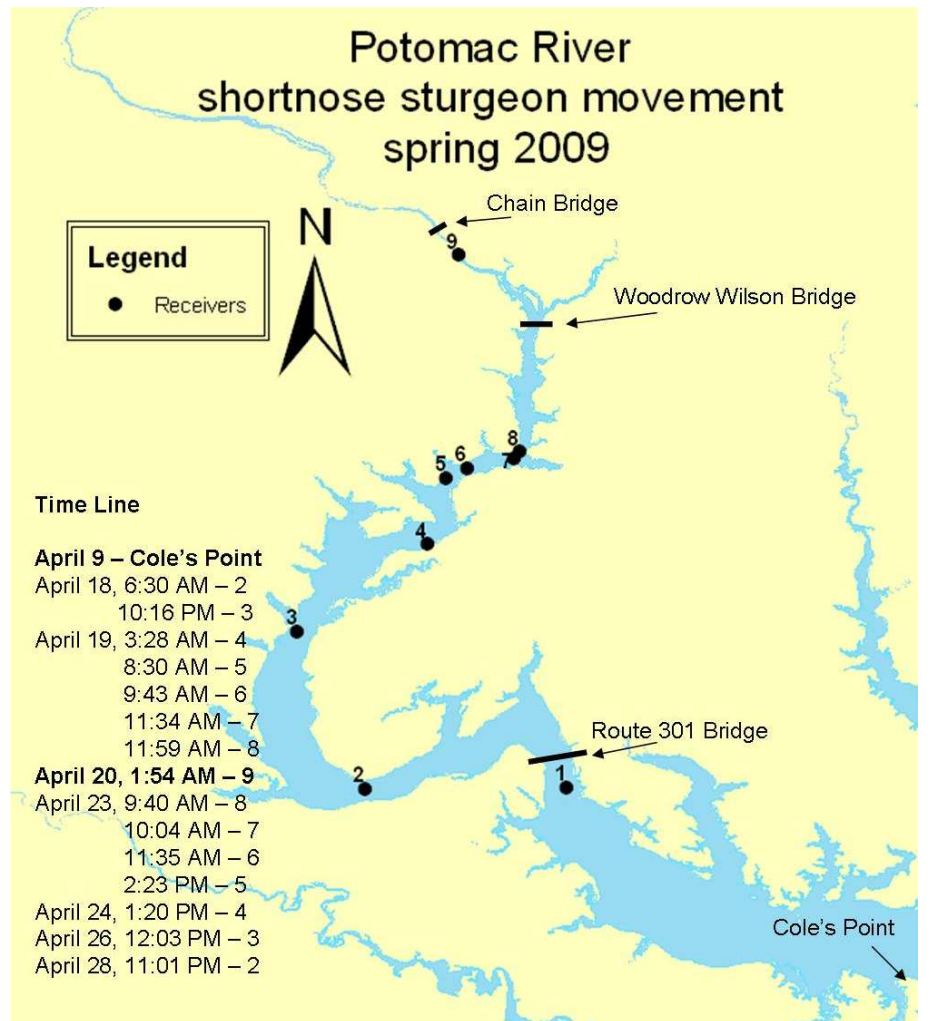 Potomac River
shortnose sturgeon movement
spring 2009
Chain Bridge
N
9
Legend
Receivers
Woodrow Wilson Bridge
8
7
6
5
4
3
Time Line
April 9 – Cole's Point
April 18, 6:30 AM – 2
10:16 PM – 3
April 19, 3:28 AM – 4
8:30 AM – 5
9:43 AM – 6
11:34 AM – 7
11:59 AM – 8
April 20, 1:54 AM – 9
April 23, 9:40 AM – 8
10:04 AM – 7
11:35 AM – 6
2:23 PM – 5
April 24, 1:20 PM – 4
April 26, 12:03 PM – 3
April 28, 11:01 PM – 2
Route 301 Bridge
2
1
Cole's Point